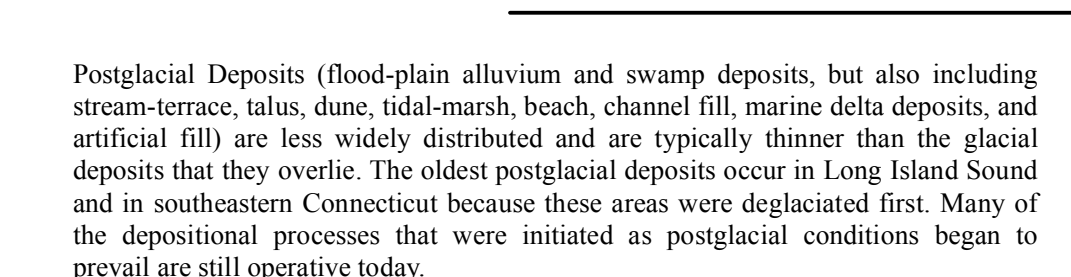 Postglacial Deposits (flood-plain alluvium and swamp deposits, but also including
stream-terrace, talus, dune, tidal-marsh, beach, channel fill, marine delta deposits, and
artificial fill) are less widely distributed and are typically thinner than the glacial
deposits that they overlie. The oldest postglacial deposits occur in Long Island Sound
and in southeastern Connecticut because these areas were deglaciated first. Many of
the depositional processes that were initiated as postglacial conditions began to
prevail are still operative today.